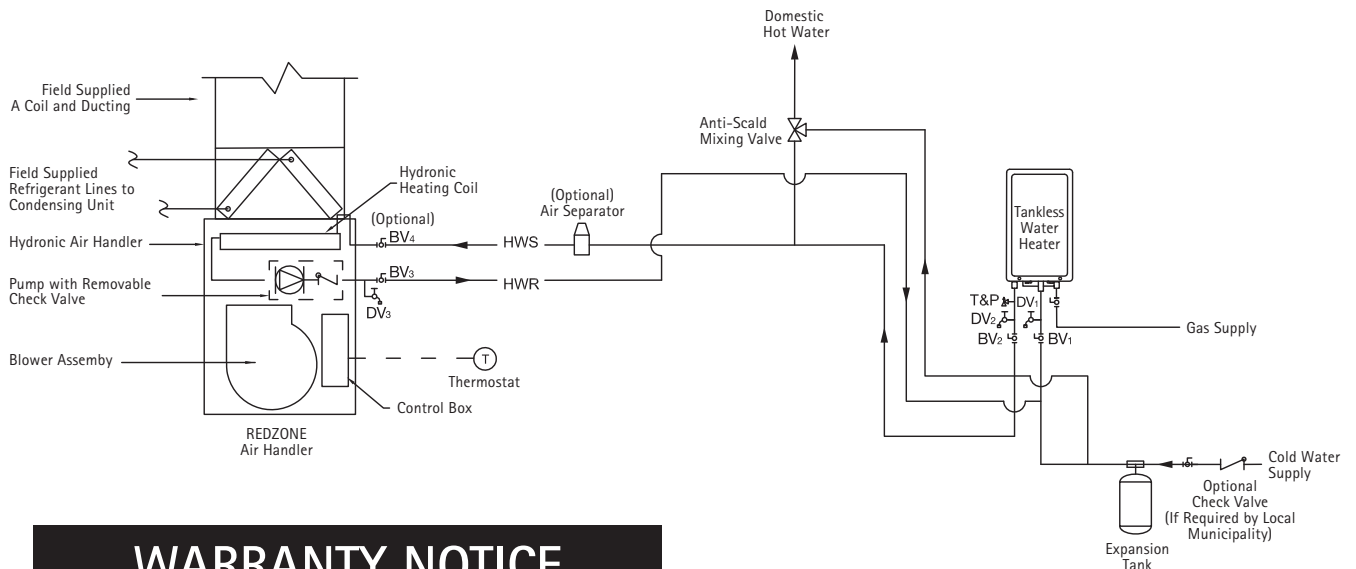 Domestic
Hot Water
Field Supplied
A Coil and Ducting
Anti-Scald
Mixing Valve
Field Supplied
Refrigerant Lines to
Condensing Unit
Hydronic
Heating Coil
(Optional)
Air Separator
Tankless
Water
Heater
(Optional)
Hydronic Air Handler
BV4
HWS
Pump with Removable
Check Valve
BV3
HWR
DV3
T&P
DV1
DV2
BV2
BV1
Gas Supply
Blower Assemby
T
Thermostat
Control Box
REDZONE
Air Handler
Cold Water
Supply
Optional
Check Valve
(If Required by Local
Municipality)
Expansion
Tank
WARRANTY NOTICE